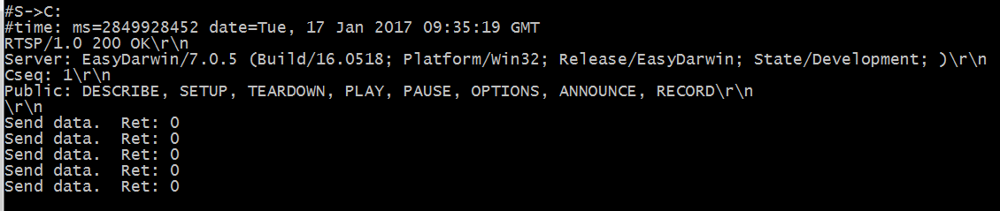 #S->C:
#time: ms=2849928452 date=Tue, 17 Jan 2017 09:35:19 GMT
RTSP/1.0 200 OK\r\n
Server: EasyDarwin/7.0.5 (Build/16.0518; Platform/Win32; Release/EasyDarwin; State/Development; )\r\n
Cseq: 1\r\n
Public: DESCRIBE, SETUP, TEARDOWN, PLAY, PAUSE, OPTIONS, ANNOUNCE, RECORD\r\n
\r\n
Send data.  Ret: 0
Send data.  Ret: 0
Send data.  Ret: 0
Send data.  Ret: 0
Send data.  Ret: 0